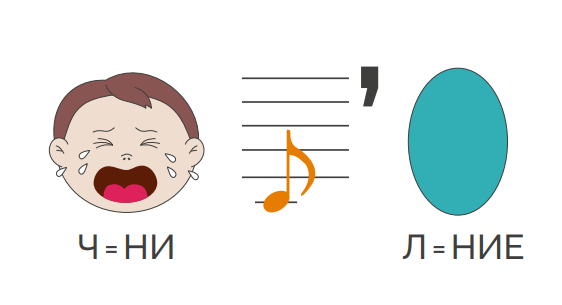 Ч = НИ
,
Л = НИЕ